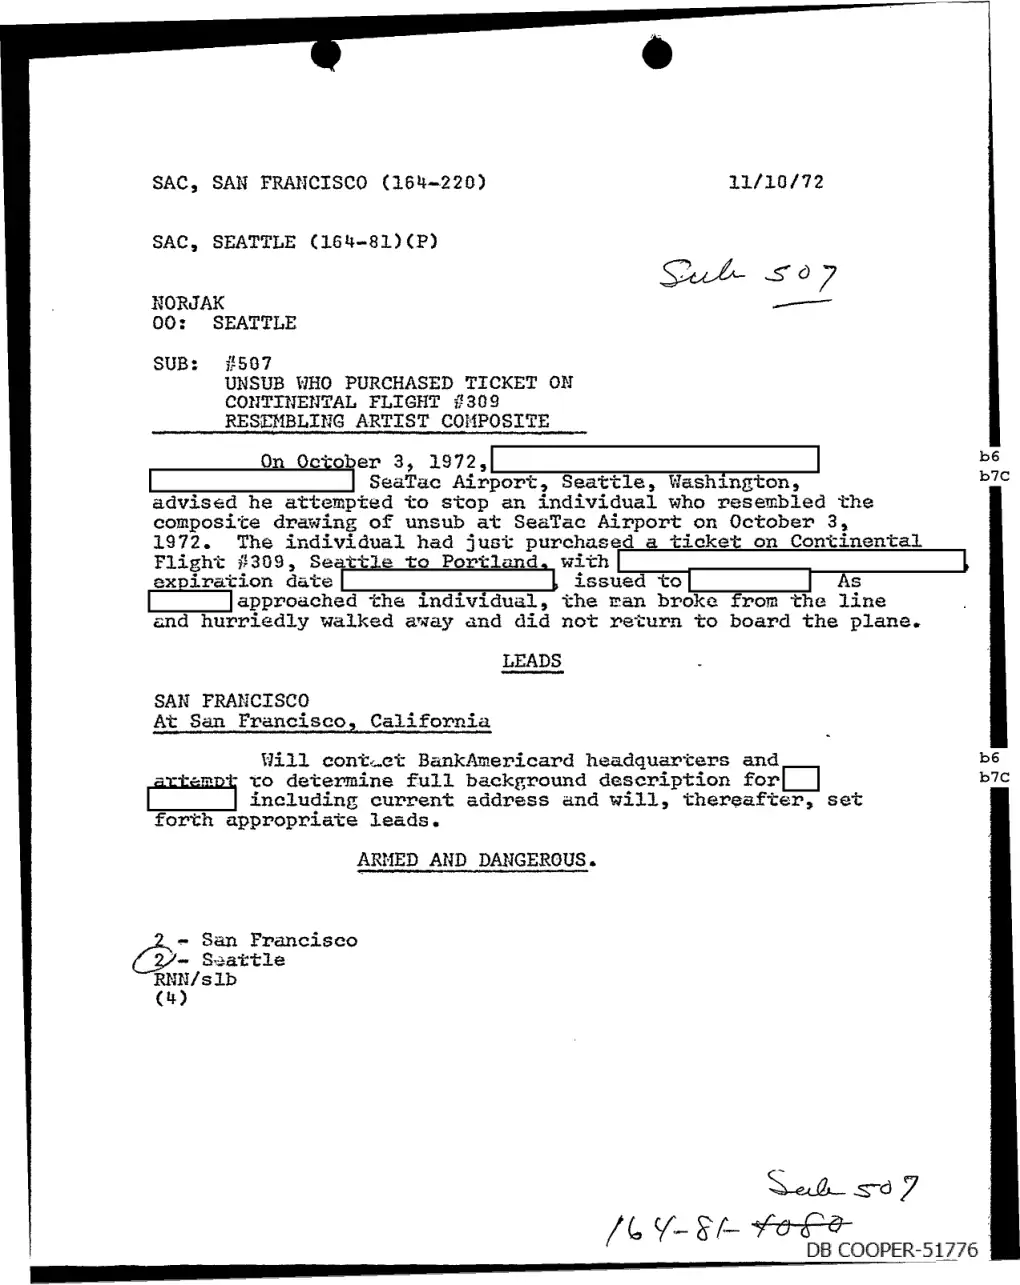 SAC, SAN FRANCISCO (164-220) 11/10/72
SAC, SEATTLE (164-81)(P)
Sub 507
NORJAK
OO: SEATTLE
SUB: #507
UNSUB WHO PURCHASED TICKET ON
CONTINENTAL FLIGHT #309
RESEMBLING ARTIST COMPOSITE
On October 3, 1972,
b6
b7C
SeaTac Airport, Seattle, Washington,
advised he attempted to stop an individual who resembled the
composite drawing of unsub at SeaTac Airport on October 3,
1972. The individual had just purchased a ticket on Continental
Flight #309, Seattle to Portland, with ,
expiration date , issued to As
approached the individual, the man broke from the line
and hurriedly walked away and did not return to board the plane.
LEADS
SAN FRANCISCO
At San Francisco, California
Will contact BankAmericard headquarters and
b6
b7C
attempt to determine full background description for
including current address and will, thereafter, set
forth appropriate leads.
ARMED AND DANGEROUS.
2 - San Francisco
2 - Seattle
RNN/slb
(4)
Sub 507
164-81-
DB COOPER-51776